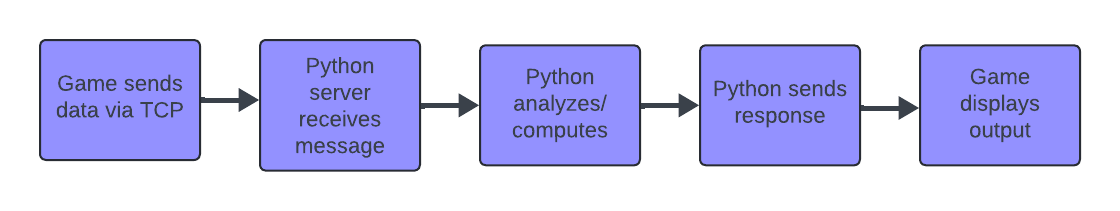 Game sends
data via TCP
Python
server
receives
message
Python
analyzes/
computes
Python sends
response
Game
displays
output